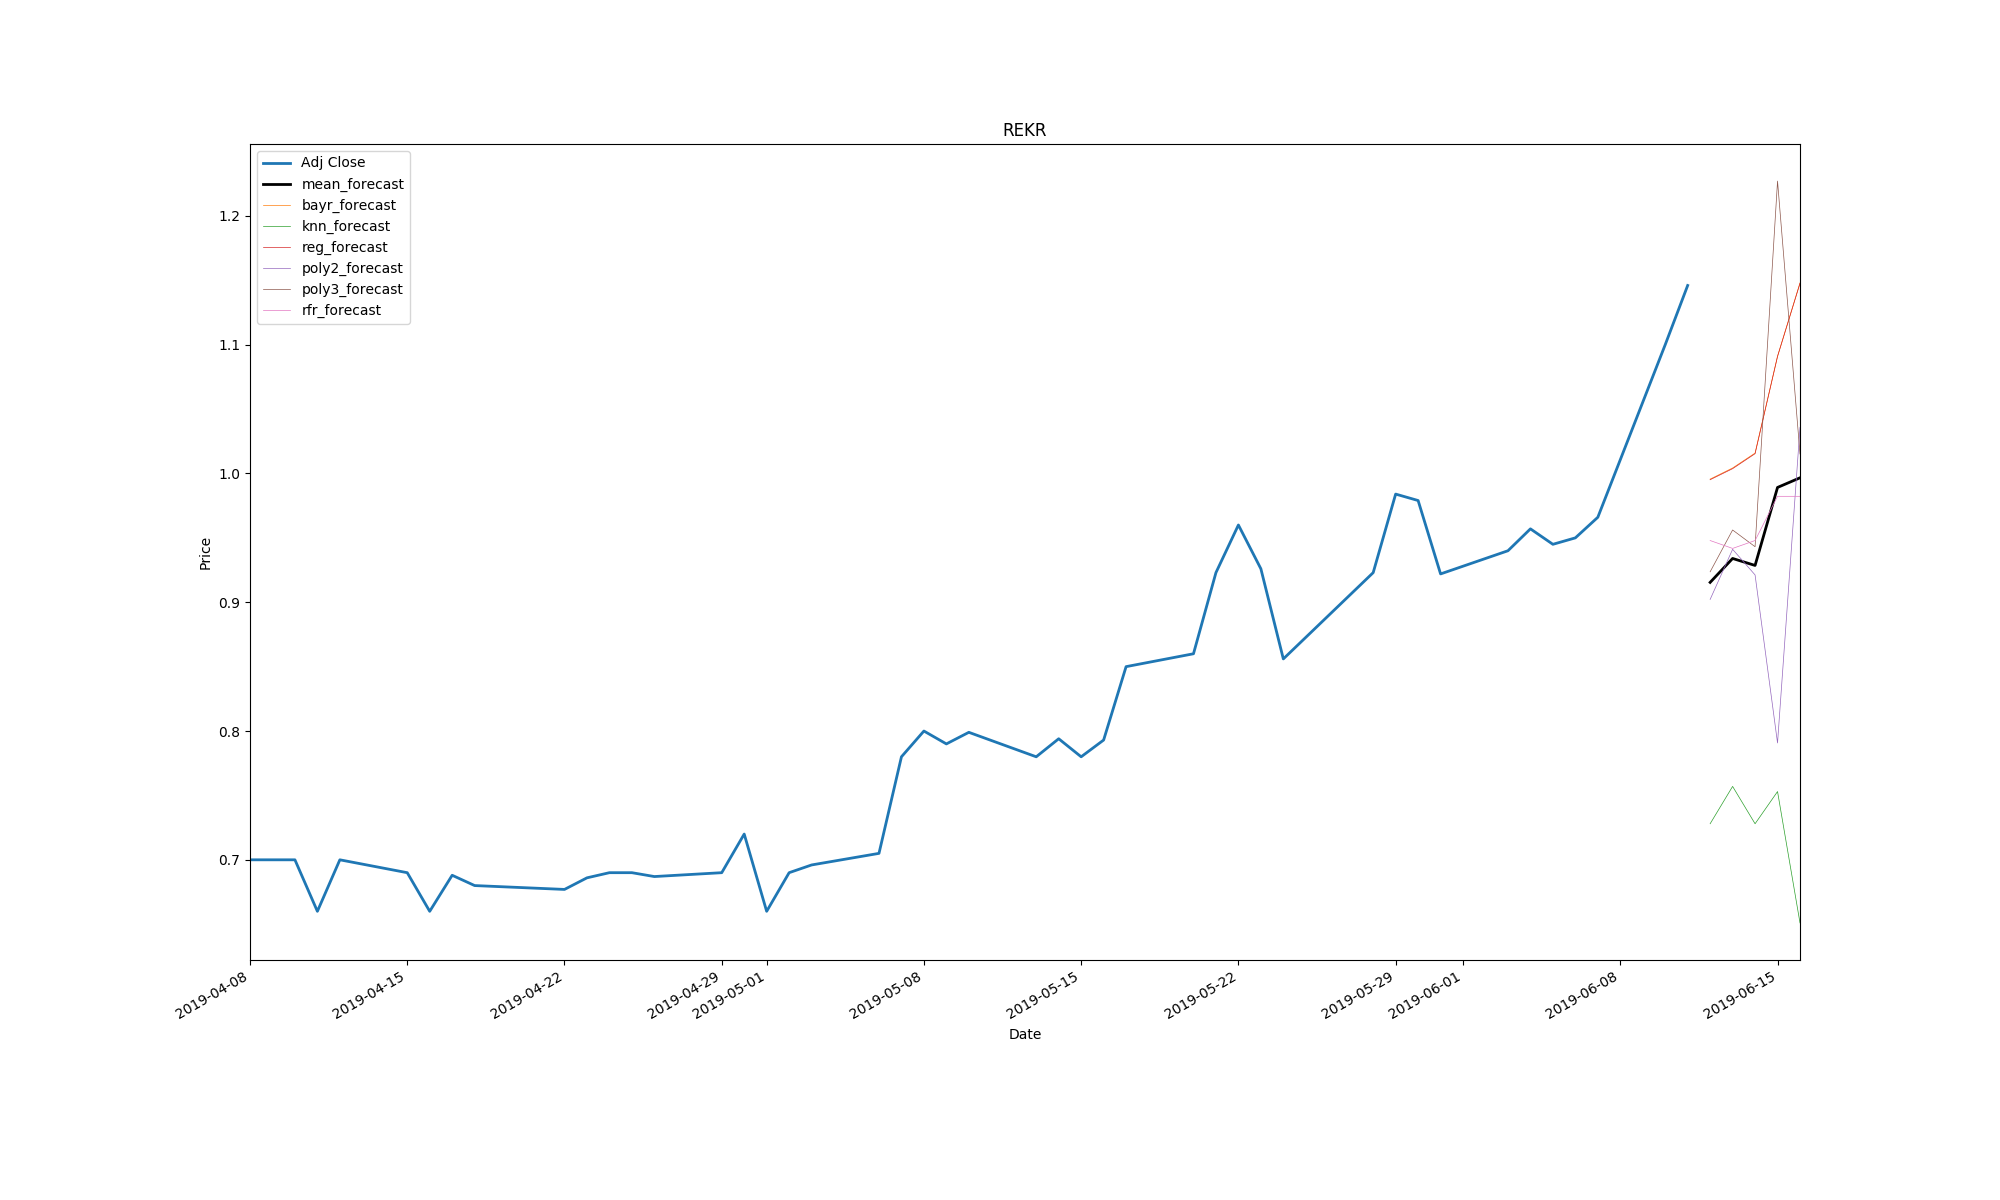 REKR
Adj Close
mean_forecast
bayr_forecast
knn_forecast
reg_forecast
poly2_forecast
poly3_forecast
rfr_forecast
1.2
1.1
1.0
0.9
0.8
0.7
Price
2019-04-08
2019-04-15
2019-04-22
2019-04-29
2019-05-01
2019-05-08
2019-05-15
2019-05-22
2019-05-29
2019-06-01
2019-06-08
2019-06-15
Date